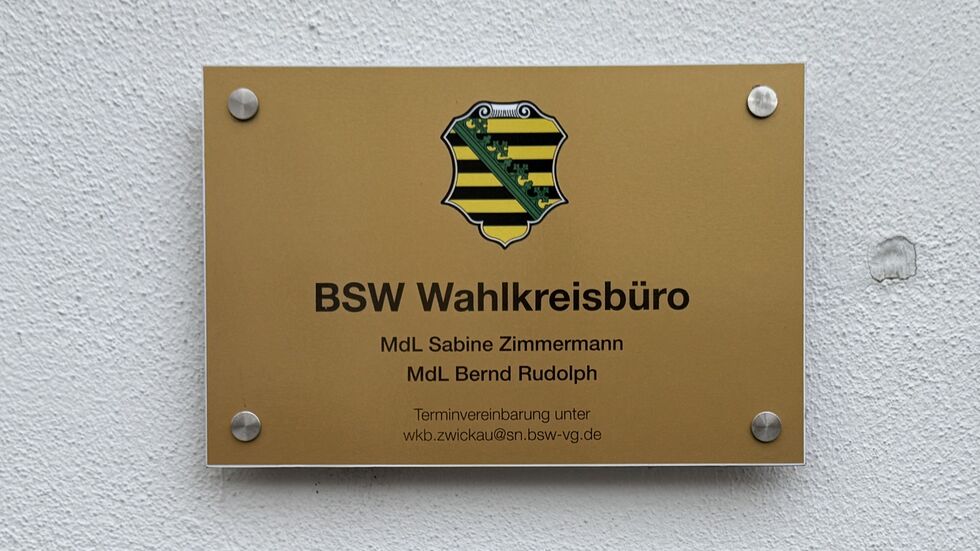 BSW Wahlkreisbüro
MdL Sabine Zimmermann
MdL Bernd Rudolph
Terminvereinbarung unter
wkb.zwickau@sn.bsw-vg.de